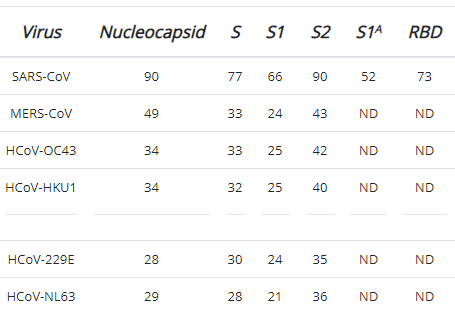 Virus Nucleocapsid S S1 S2 S1ᴬ RBD
SARS-CoV 90 77 66 90 52 73
MERS-CoV 49 33 24 43 ND ND
HCoV-OC43 34 33 25 42 ND ND
HCoV-HKU1 34 32 25 40 ND ND
HCoV-229E 28 30 24 35 ND ND
HCoV-NL63 29 28 21 36 ND ND